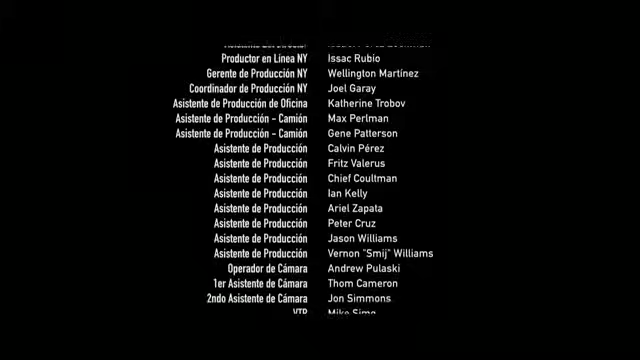 Productor en Línea NY Issac Rubio
Gerente de Producción NY Wellington Martínez
Coordinador de Producción NY Joel Garay
Asistente de Producción de Oficina Katherine Trobov
Asistente de Producción - Camión Max Perlman
Asistente de Producción - Camión Gene Patterson
Asistente de Producción Calvin Pérez
Asistente de Producción Fritz Valerus
Asistente de Producción Chief Coultman
Asistente de Producción Ian Kelly
Asistente de Producción Ariel Zapata
Asistente de Producción Peter Cruz
Asistente de Producción Jason Williams
Asistente de Producción Vernon "Smij" Williams
Operador de Cámara Andrew Pulaski
1er Asistente de Cámara Thom Cameron
2ndo Asistente de Cámara Jon Simmons
VTR Mike